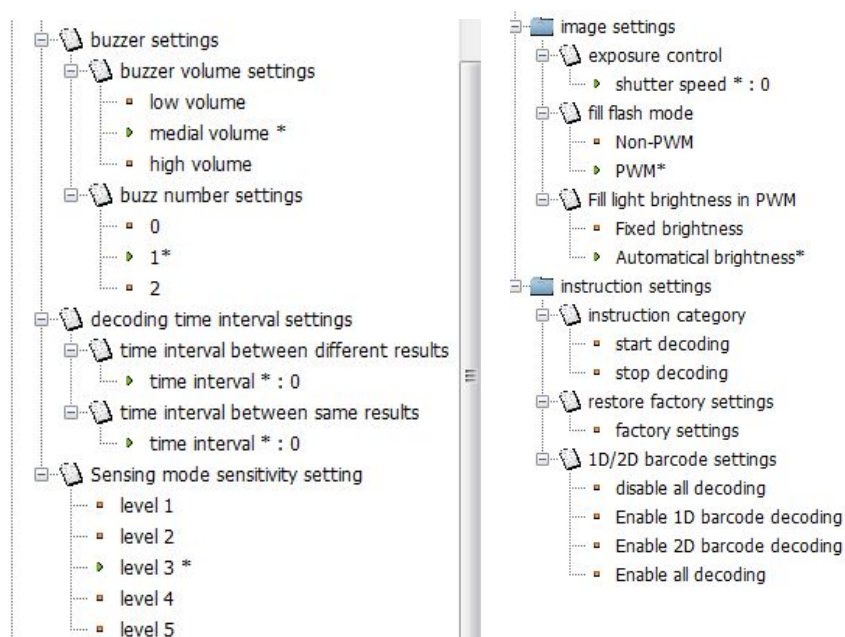 buzzer settings
buzzer volume settings
low volume
medial volume *
high volume
buzz number settings
0
1*
2
decoding time interval settings
time interval between different results
time interval * : 0
time interval between same results
time interval * : 0
Sensing mode sensitivity setting
level 1
level 2
level 3 *
level 4
level 5
image settings
exposure control
shutter speed * : 0
fill flash mode
Non-PWM
PWM*
Fill light brightness in PWM
Fixed brightness
Automatical brightness*
instruction settings
instruction category
start decoding
stop decoding
restore factory settings
factory settings
1D/2D barcode settings
disable all decoding
Enable 1D barcode decoding
Enable 2D barcode decoding
Enable all decoding